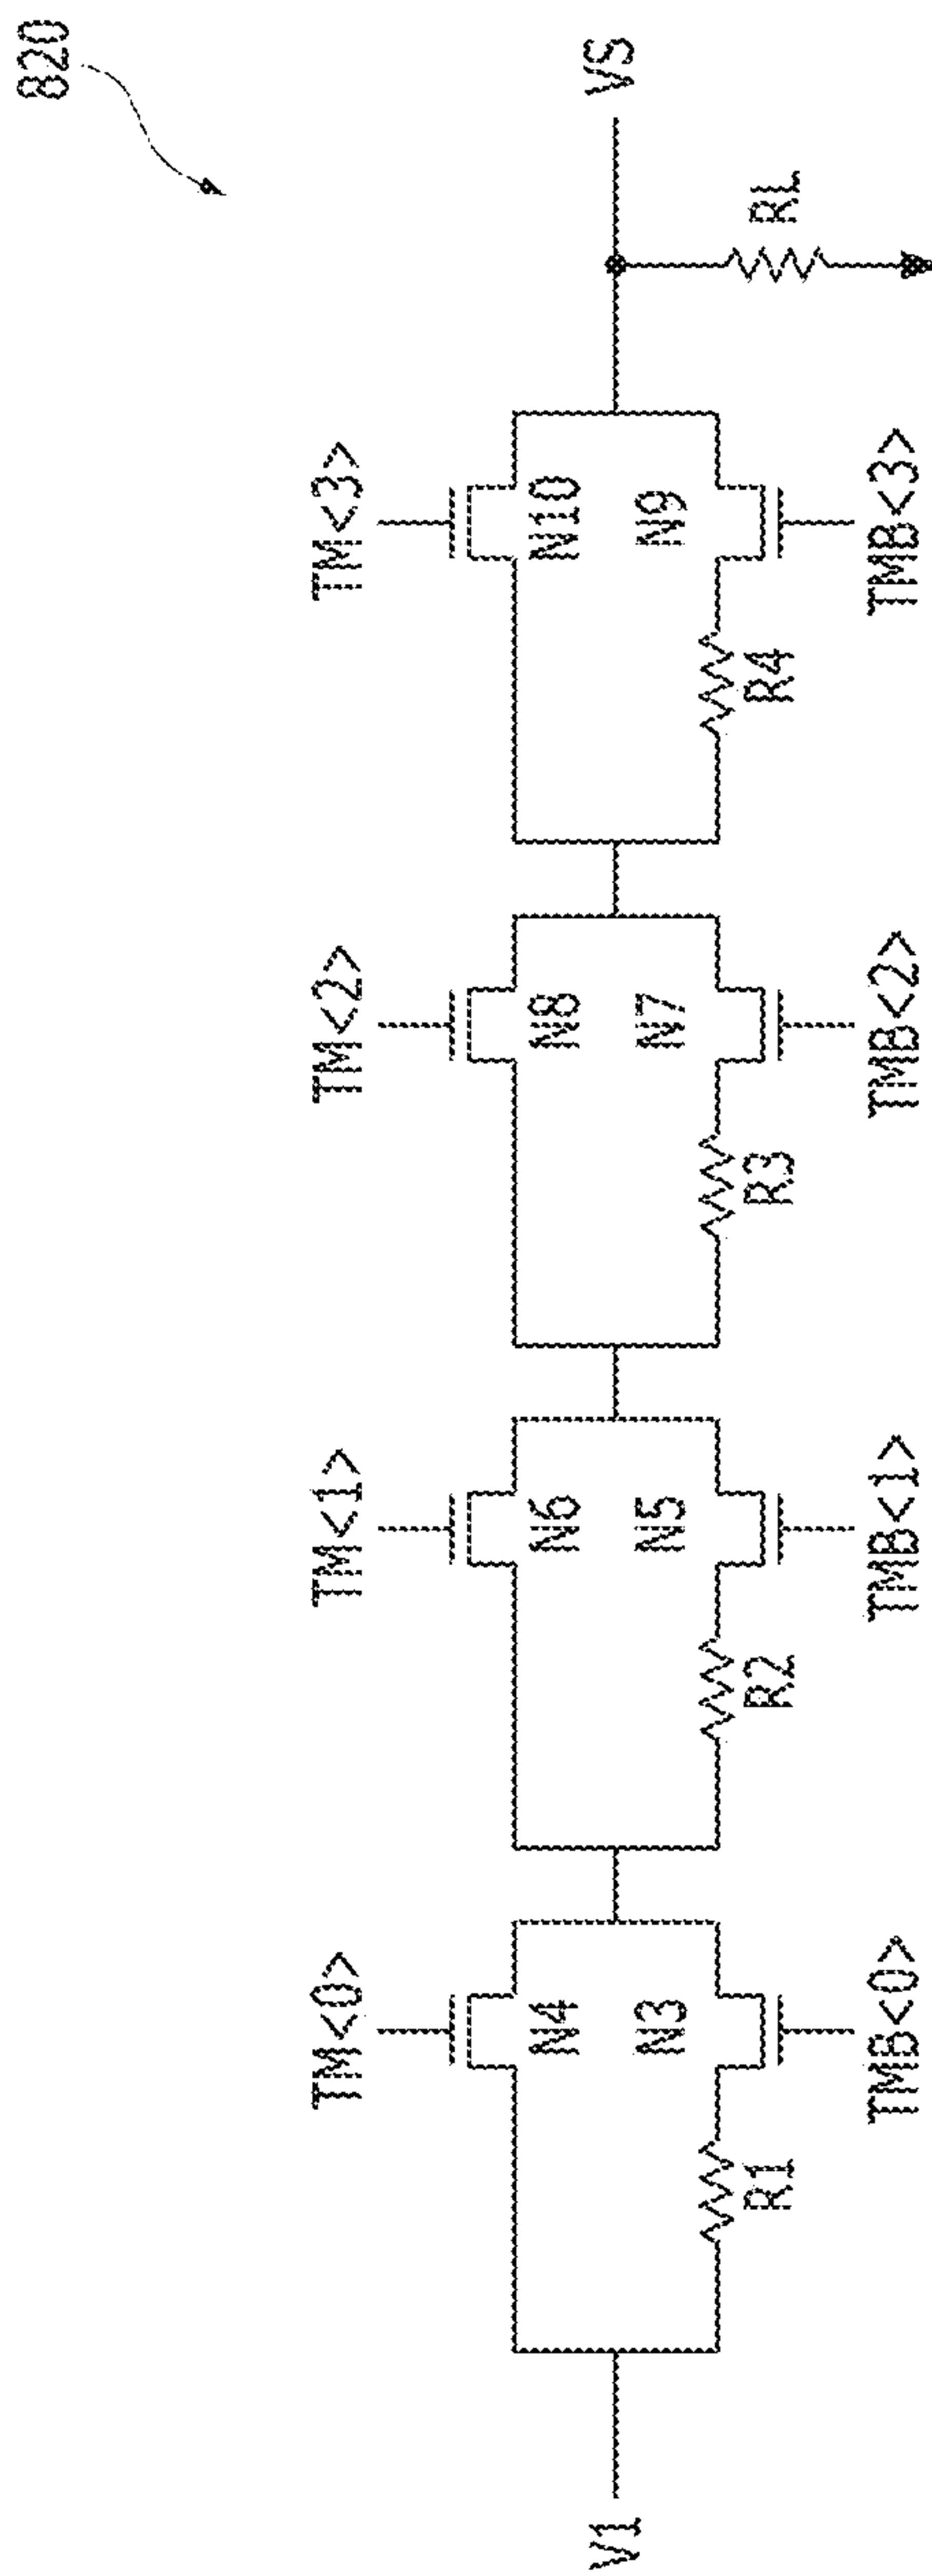 820
V1
TM<0>
N4
N3
R1
TMB<0>
TM<1>
N6
N5
R2
TMB<1>
TM<2>
N8
N7
R3
TMB<2>
TM<3>
N10
N9
R4
TMB<3>
VS
RL